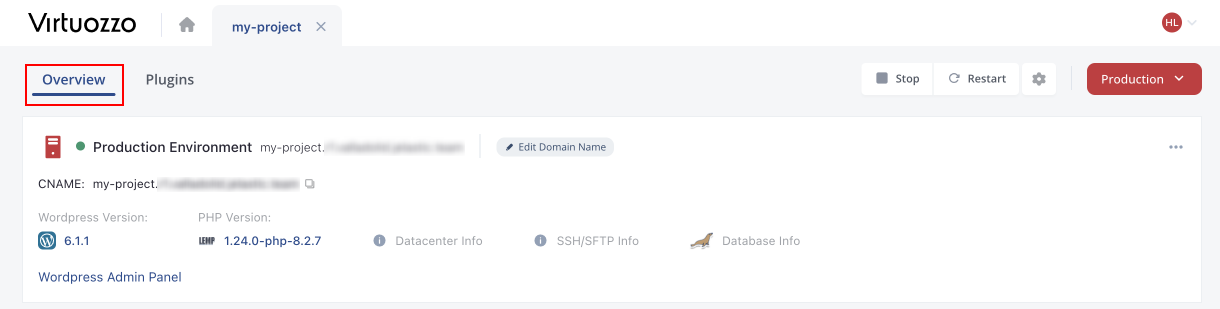 Virtuozzo
my-project
HL
Overview
Plugins
Stop
Restart
Production
Production Environment my-project.
Edit Domain Name
CNAME: my-project.
Wordpress Version:
PHP Version:
6.1.1
LEMP 1.24.0-php-8.2.7
Datacenter Info
SSH/SFTP Info
Database Info
Wordpress Admin Panel